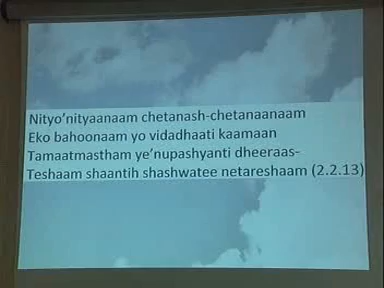 Nityo'nityaanaam chetanash-chetanaanaam
Eko bahoonaam yo vidadhaati kaamaan
Tamaatmastham ye'nupashyanti dheeraas-
Teshaam shaantih shashwatee netareshaam (2.2.13)